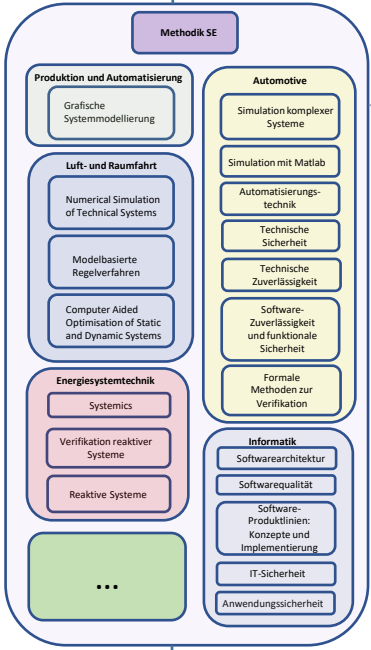 Methodik SE
Produktion und Automatisierung
Grafische
Systemmodellierung
Luft- und Raumfahrt
Numerical Simulation
of Technical Systems
Modelbasierte
Regelverfahren
Computer Aided
Optimisation of Static
and Dynamic Systems
Energiesystemtechnik
Systemics
Verifikation reaktiver
Systeme
Reaktive Systeme
...
Automotive
Simulation komplexer
Systeme
Simulation mit Matlab
Automatisierungs-
technik
Technische
Sicherheit
Technische
Zuverlässigkeit
Software-
Zuverlässigkeit
und funktionale
Sicherheit
Formale
Methoden zur
Verifikation
Informatik
Softwarearchitektur
Softwarequalität
Software-
Produktlinien:
Konzepte und
Implementierung
IT-Sicherheit
Anwendungssicherheit